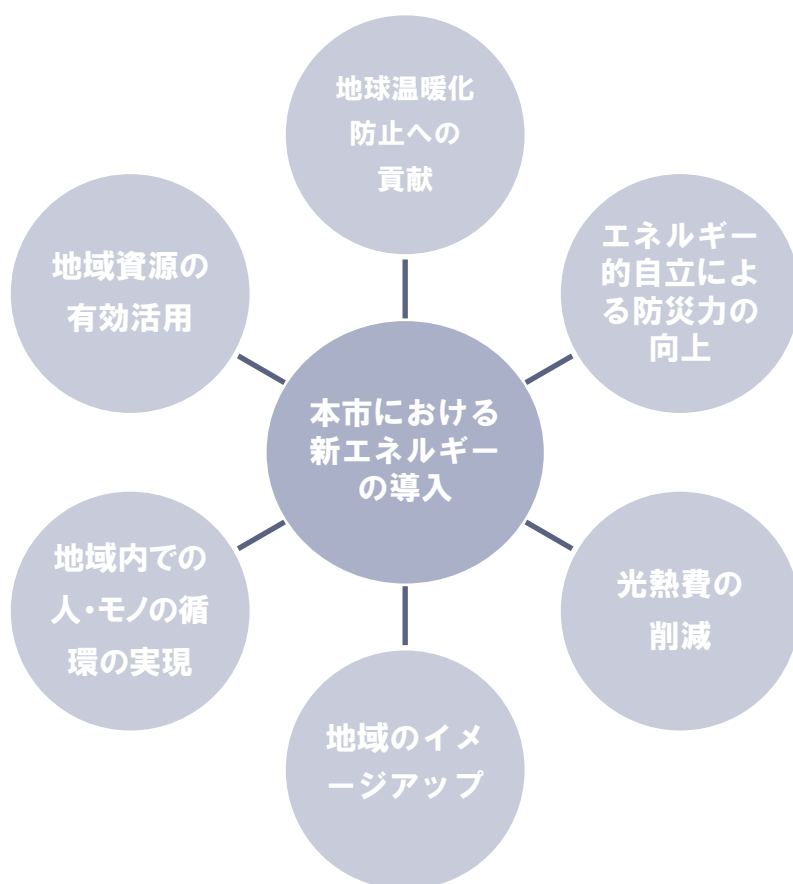 地球温暖化
防止への
貢献
エネルギー
的自立によ
る防災力の
向上
地域資源の
有効活用
本市における
新エネルギー
の導入
地域内での
人・モノの循
環の実現
光熱費の
削減
地域のイメ
ージアップ